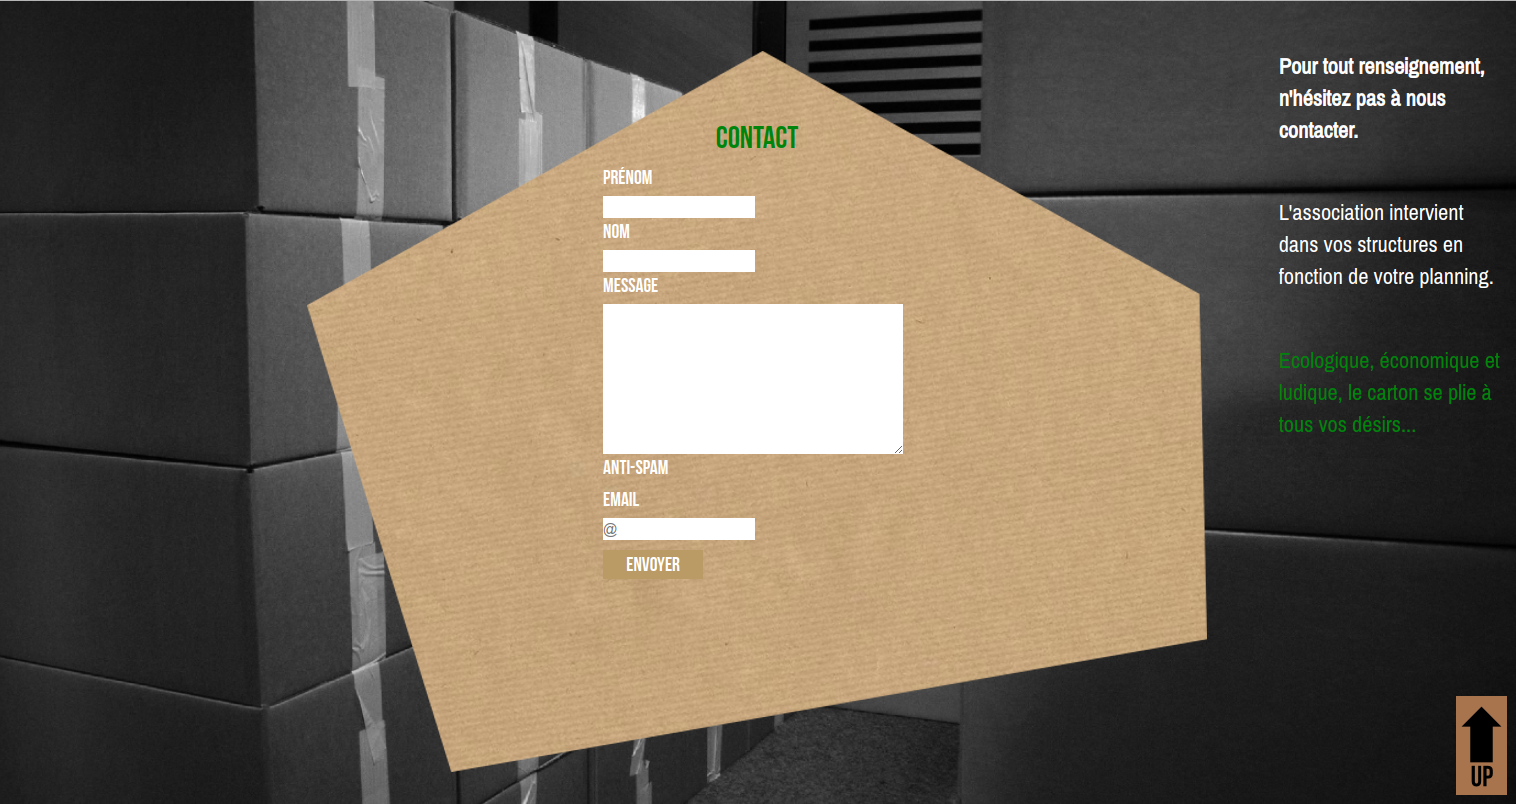 CONTACT
PRÉNOM
NOM
MESSAGE
ANTI-SPAM
EMAIL
@
ENVOYER
Pour tout renseignement,
n'hésitez pas à nous
contacter.
L'association intervient
dans vos structures en
fonction de votre planning.
Ecologique, économique et
ludique, le carton se plie à
tous vos désirs...
UP